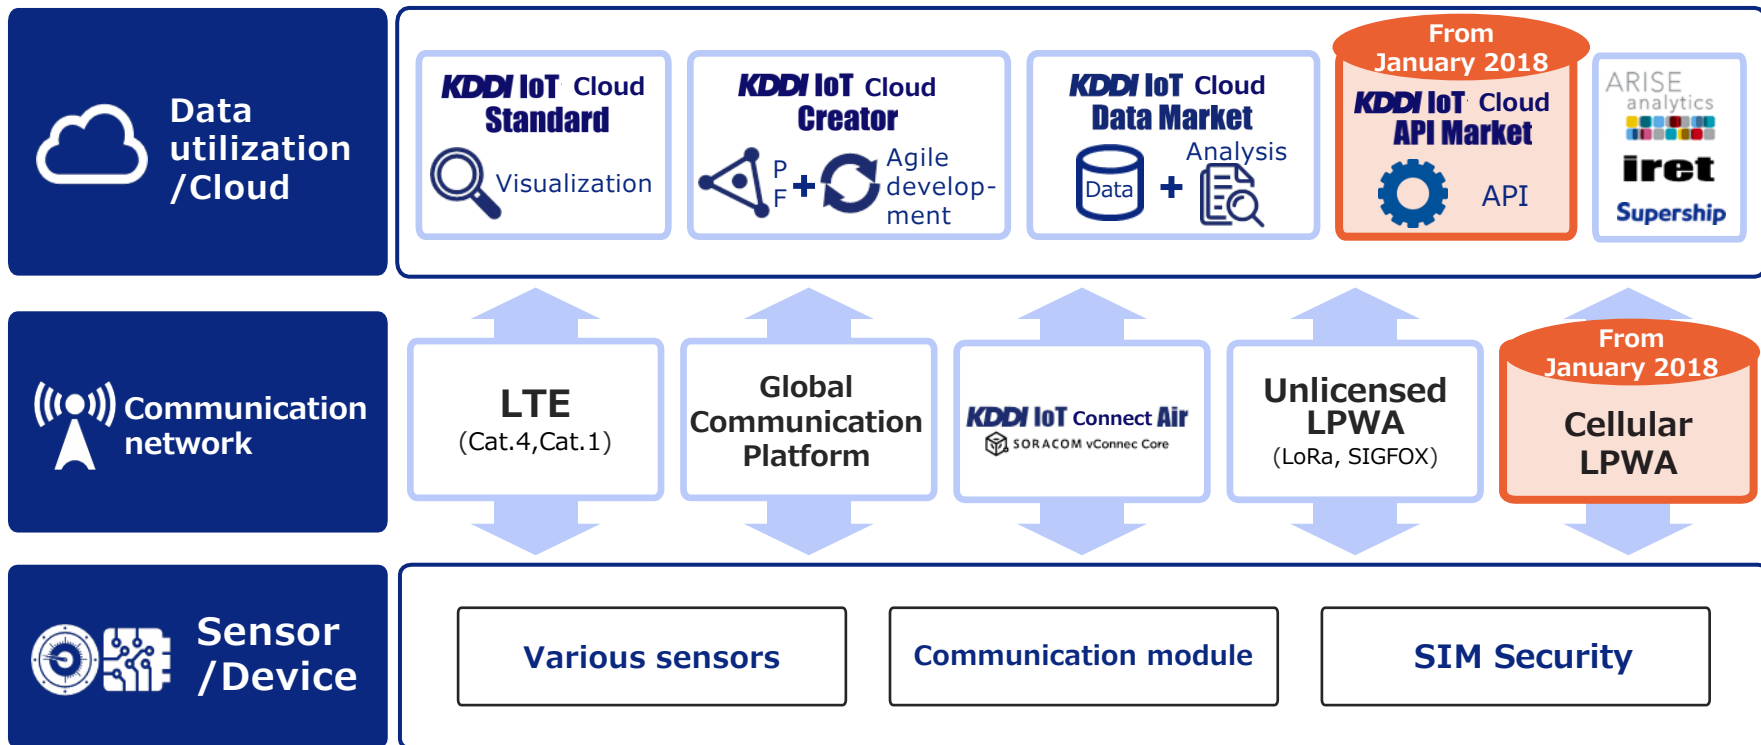 Data
utilization
/Cloud
KDDI IoT Cloud
Standard
Visualization
KDDI IoT Cloud
Creator
P
F
+
Agile
develop-
ment
KDDI IoT Cloud
Data Market
Data
+
Analysis
From
January 2018
KDDI IoT Cloud
API Market
API
ARISE
analytics
iret
Supership
Communication
network
LTE
(Cat.4,Cat.1)
Global
Communication
Platform
KDDI IoT Connect Air
SORACOM vConnec Core
Unlicensed
LPWA
(LoRa, SIGFOX)
From
January 2018
Cellular
LPWA
Sensor
/Device
Various sensors
Communication module
SIM Security